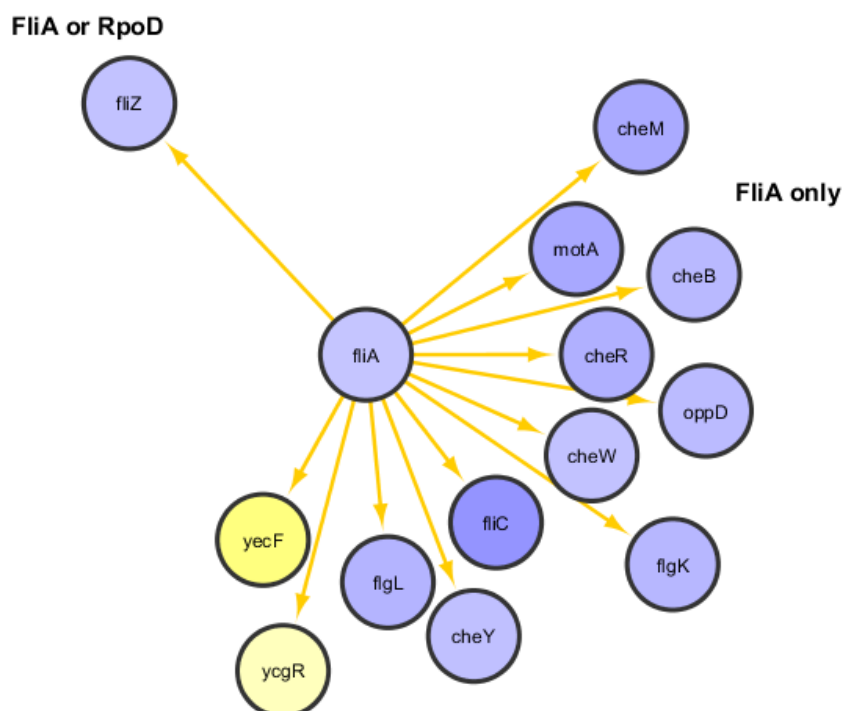 FliA or RpoD
fliZ
cheM
FliA only
motA
cheB
fliA
cheR
oppD
cheW
fliC
yecF
flgK
flgL
cheY
ycgR